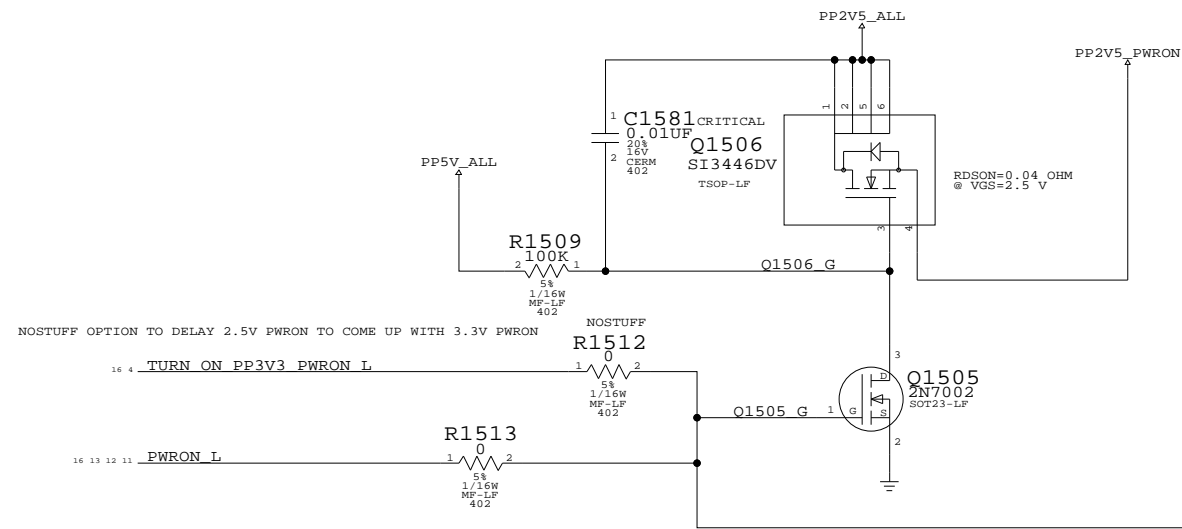 PP2V5_ALL
PP2V5_PWRON
1 2 5 6
1 C1581 CRITICAL
0.01UF
20%
16V
2 CERM
402
Q1506
SI3446DV
TSOP-LF
RDSON=0.04 OHM
@ VGS=2.5 V
PP5V_ALL
3 4
R1509
100K
2 1
5%
1/16W
MF-LF
402
Q1506_G
NOSTUFF OPTION TO DELAY 2.5V PWRON TO COME UP WITH 3.3V PWRON
NOSTUFF
R1512
0
16 4 TURN_ON_PP3V3_PWRON_L
1 2
5%
1/16W
MF-LF
402
3
D
Q1505
2N7002
SOT23-LF
Q1505_G 1 G S
2
R1513
0
16 13 12 11 PWRON_L
1 2
5%
1/16W
MF-LF
402